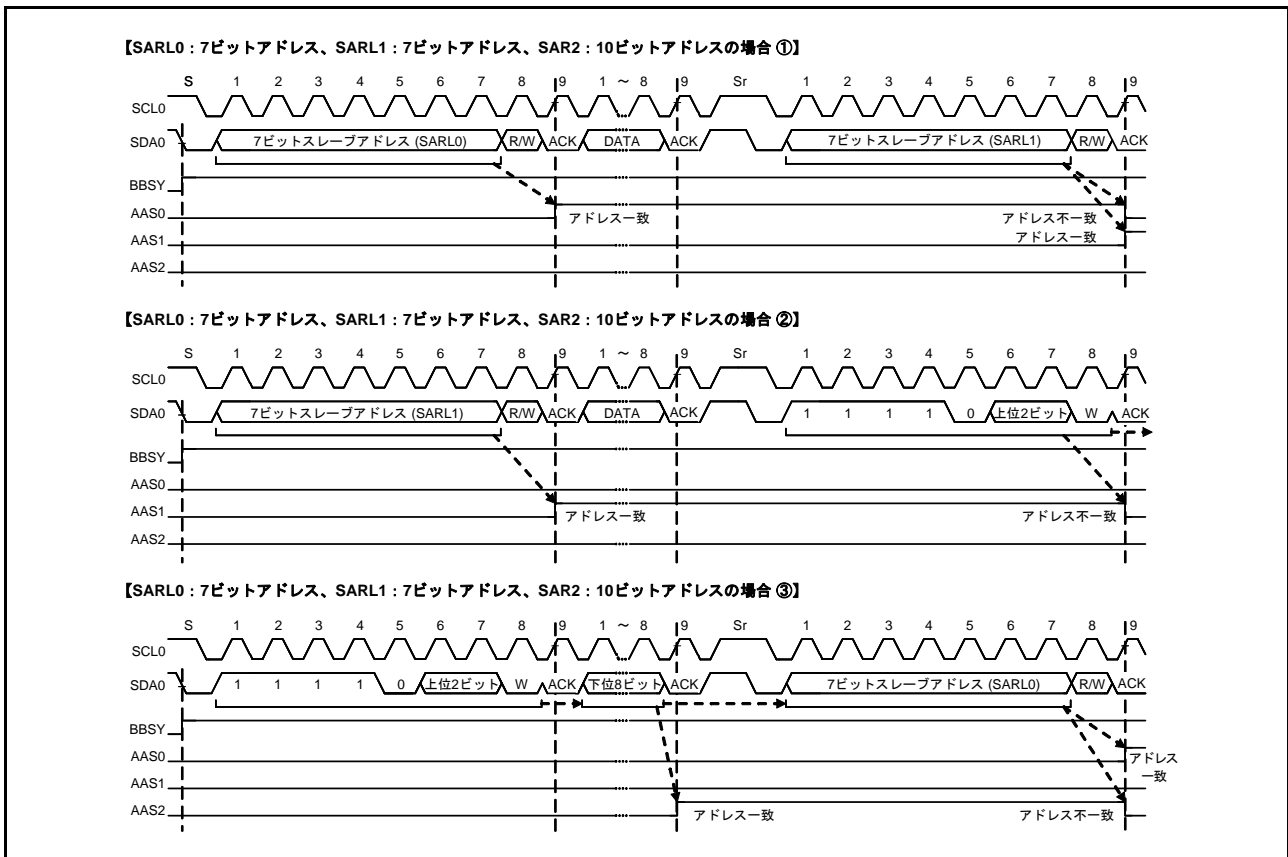 【SARL0：7ビットアドレス、SARL1：7ビットアドレス、SAR2：10ビットアドレスの場合 ①】
S 1 2 3 4 5 6 7 8 9 1 ～ 8 9 Sr 1 2 3 4 5 6 7 8 9
SCL0
SDA0 7ビットスレーブアドレス (SARL0) R/W ACK DATA ACK 7ビットスレーブアドレス (SARL1) R/W ACK
BBSY
AAS0 アドレス一致 アドレス不一致
AAS1 アドレス一致
AAS2
【SARL0：7ビットアドレス、SARL1：7ビットアドレス、SAR2：10ビットアドレスの場合 ②】
S 1 2 3 4 5 6 7 8 9 1 ～ 8 9 Sr 1 2 3 4 5 6 7 8 9
SCL0
SDA0 7ビットスレーブアドレス (SARL1) R/W ACK DATA ACK 1 1 1 1 0 上位2ビット W ACK
BBSY
AAS0
AAS1 アドレス一致 アドレス不一致
AAS2
【SARL0：7ビットアドレス、SARL1：7ビットアドレス、SAR2：10ビットアドレスの場合 ③】
S 1 2 3 4 5 6 7 8 9 1 ～ 8 9 Sr 1 2 3 4 5 6 7 8 9
SCL0
SDA0 1 1 1 1 0 上位2ビット W ACK 下位8ビット ACK 7ビットスレーブアドレス (SARL0) R/W ACK
BBSY
AAS0 アドレス
一致
AAS1
AAS2 アドレス一致 アドレス不一致